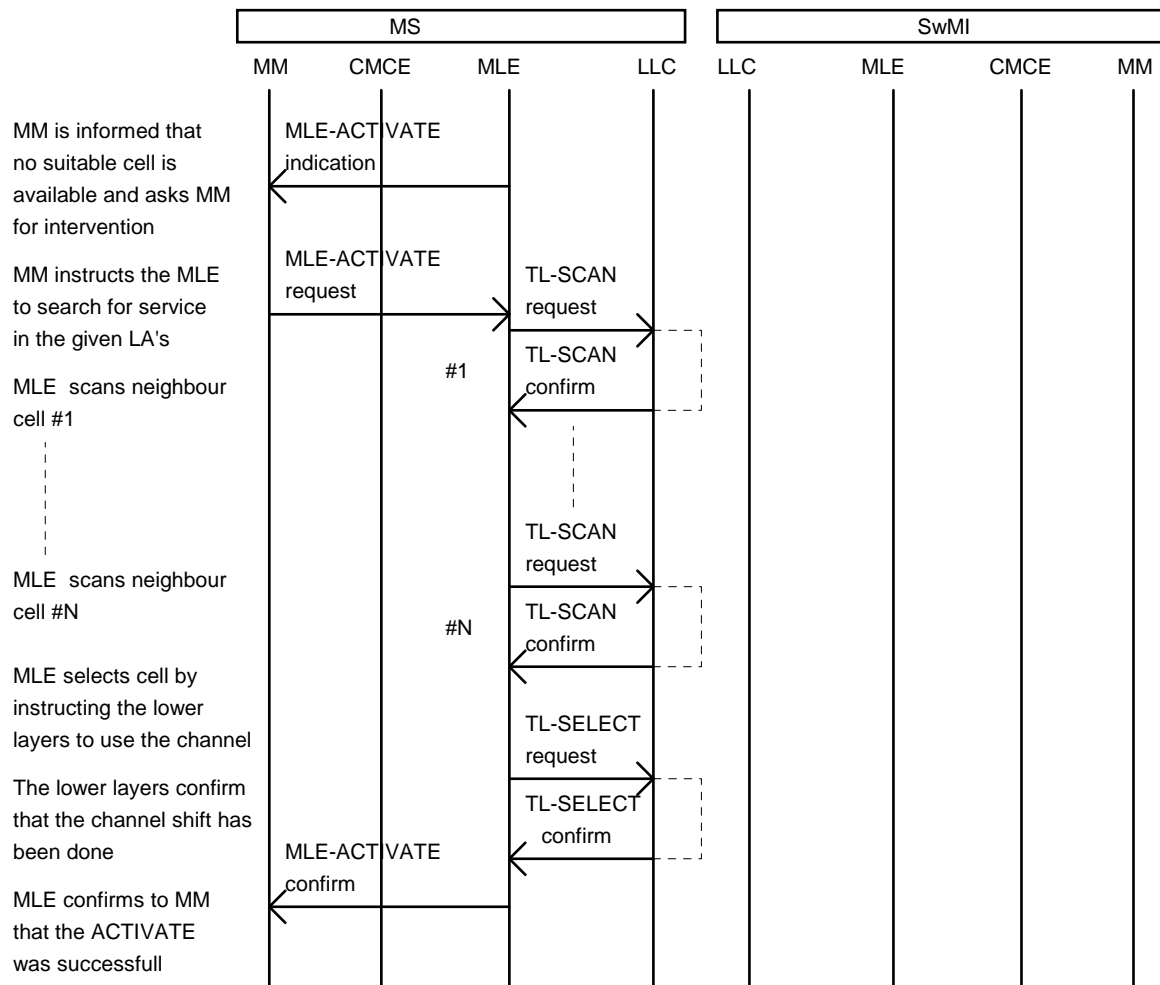 MS
SwMI
MM
CMCE
MLE
LLC
LLC
MLE
CMCE
MM
MM is informed that
no suitable cell is
available and asks MM
for intervention
MLE-ACTIVATE
indication
MM instructs the MLE
to search for service
in the given LA's
MLE-ACTIVATE
request
TL-SCAN
request
#1
TL-SCAN
confirm
MLE scans neighbour
cell #1
TL-SCAN
request
MLE scans neighbour
cell #N
#N
TL-SCAN
confirm
MLE selects cell by
instructing the lower
layers to use the channel
TL-SELECT
request
The lower layers confirm
that the channel shift has
been done
TL-SELECT
confirm
MLE-ACTIVATE
confirm
MLE confirms to MM
that the ACTIVATE
was successfull